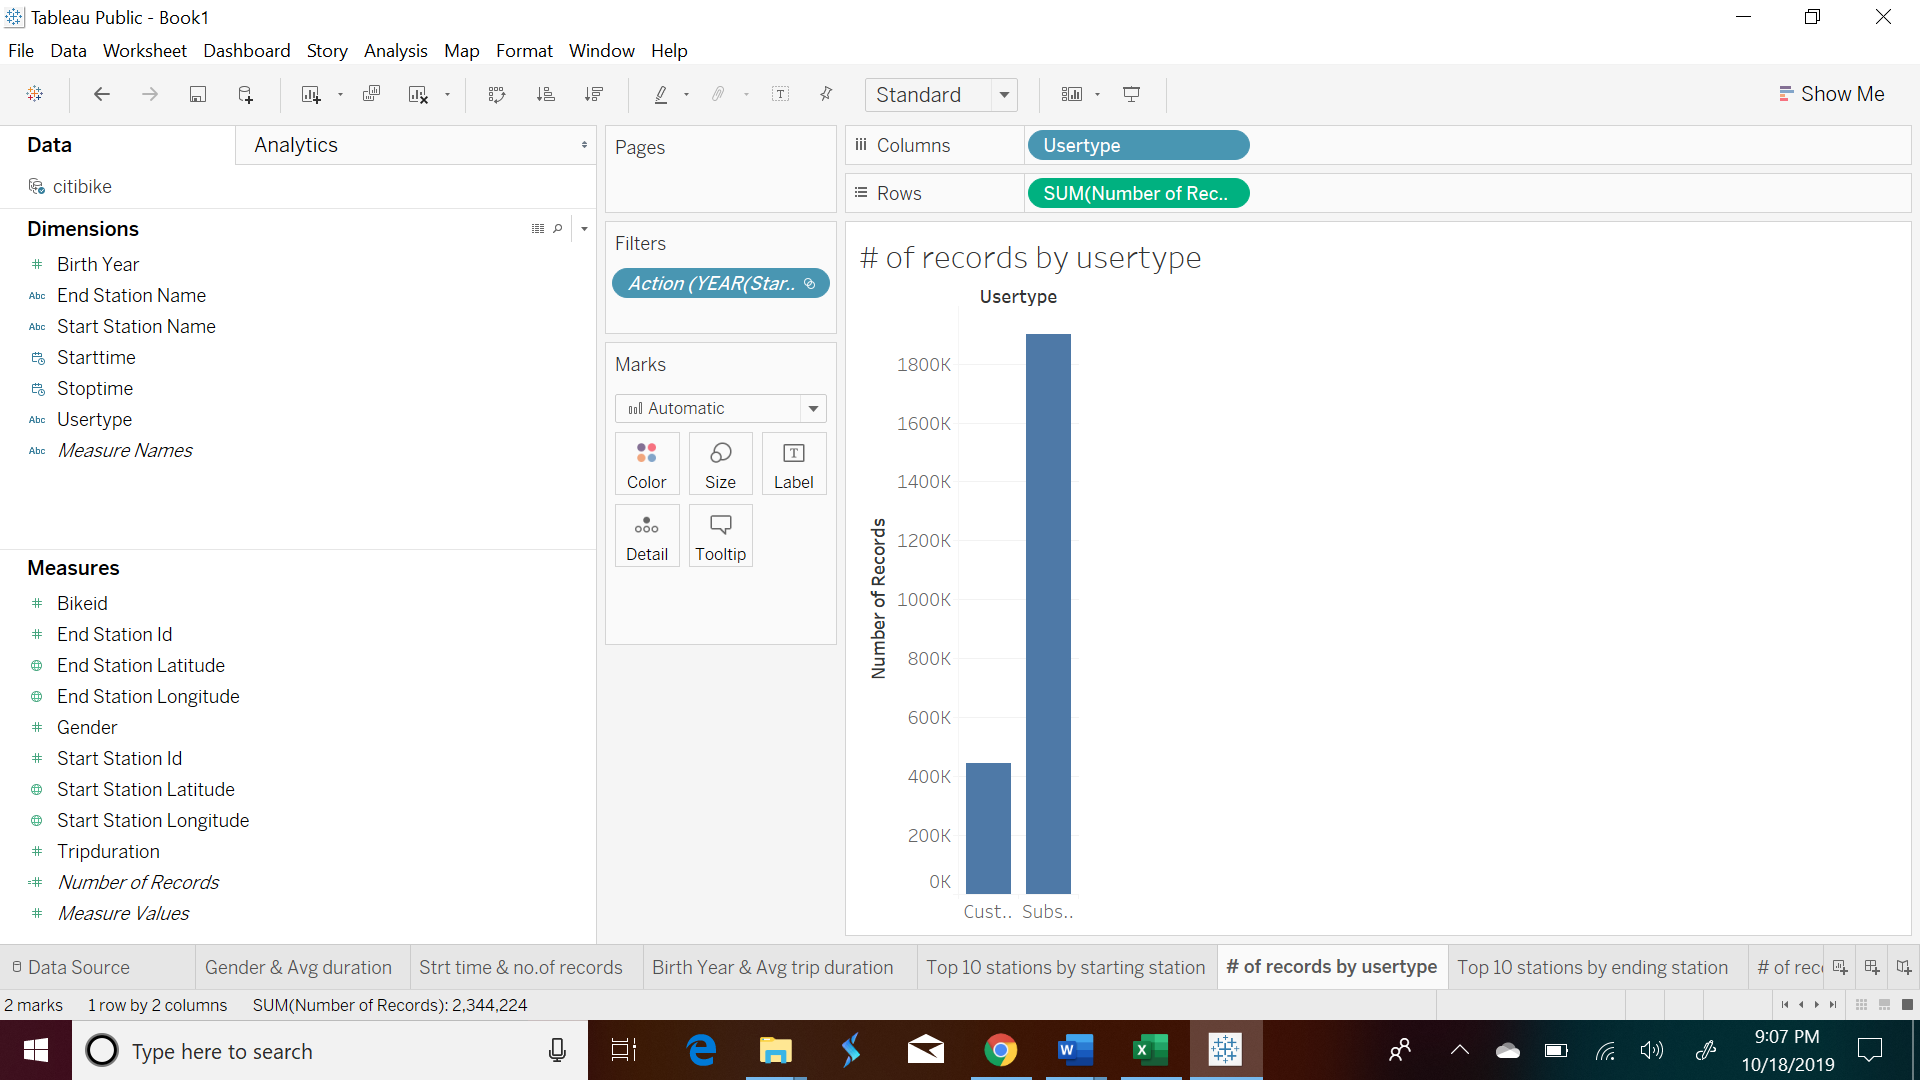 Tableau Public - Book1
File Data Worksheet Dashboard Story Analysis Map Format Window Help
Standard
Show Me
Data
Analytics
citibike
Dimensions
# Birth Year
Abc End Station Name
Abc Start Station Name
Starttime
Stoptime
Abc Usertype
Abc Measure Names
Measures
# Bikeid
# End Station Id
End Station Latitude
End Station Longitude
# Gender
# Start Station Id
Start Station Latitude
Start Station Longitude
# Tripduration
=# Number of Records
# Measure Values
Pages
Filters
Action (YEAR(Star..
Marks
Automatic
Color Size T Label
Detail Tooltip
Columns Usertype
Rows SUM(Number of Rec..
# of records by usertype
Usertype
Number of Records
1800K
1600K
1400K
1200K
1000K
800K
600K
400K
200K
0K
Cust.. Subs..
Data Source Gender & Avg duration Strt time & no.of records Birth Year & Avg trip duration Top 10 stations by starting station # of records by usertype Top 10 stations by ending station # of rec
2 marks 1 row by 2 columns SUM(Number of Records): 2,344,224
Type here to search
9:07 PM
10/18/2019